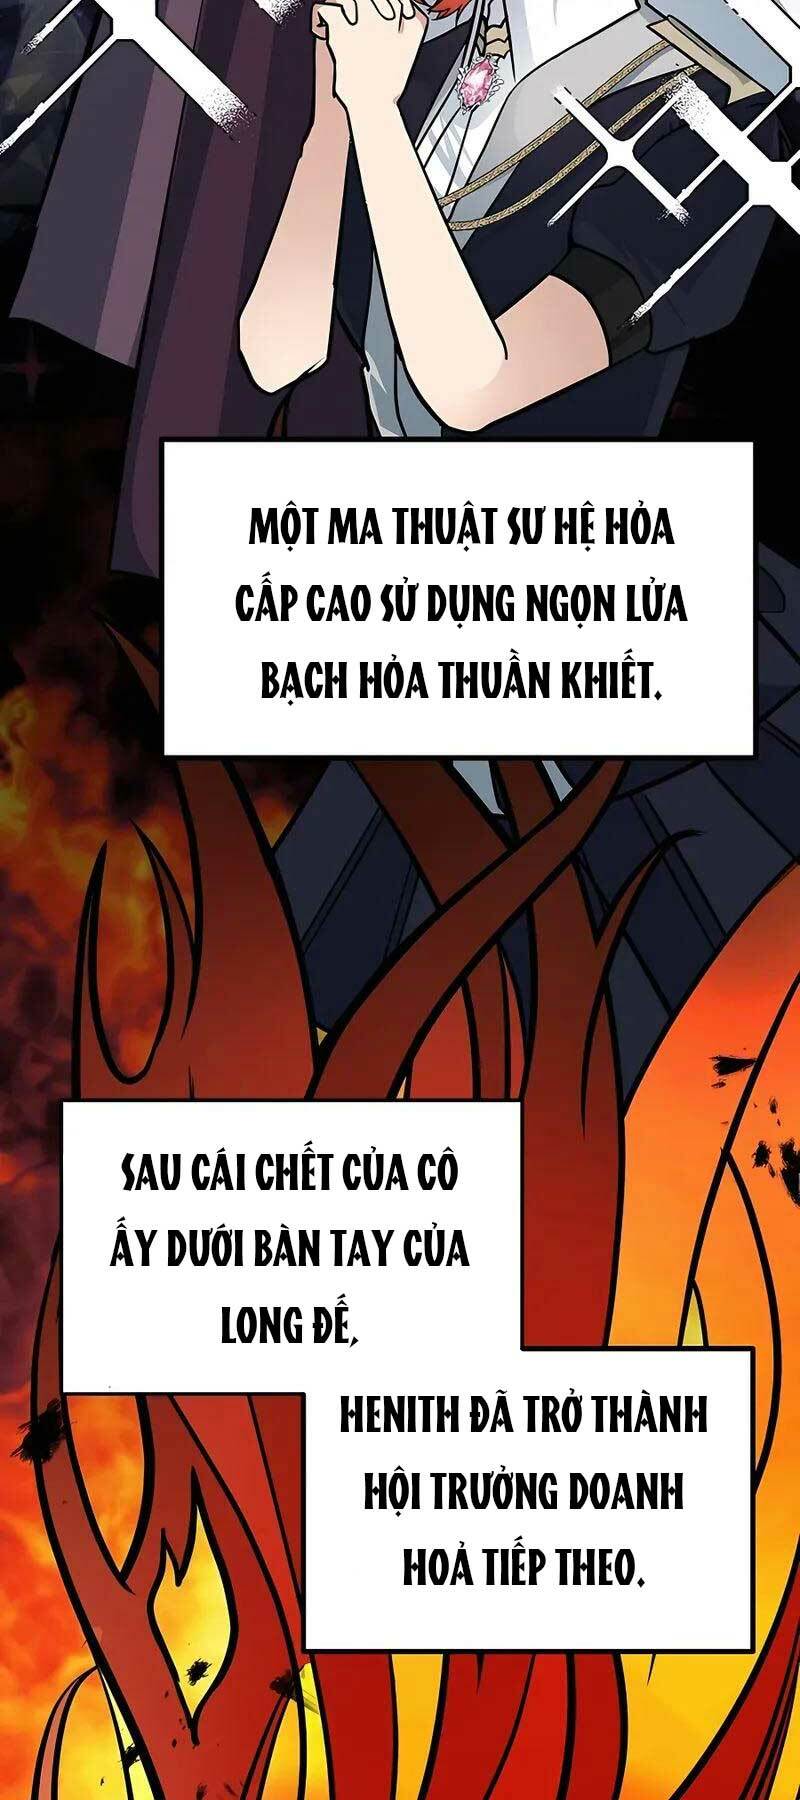 MỘT MA THUẬT SƯ HỆ HỎA
CẤP CAO SỬ DỤNG NGỌN LỬA
BẠCH HỎA THUẦN KHIẾT.
SAU CÁI CHẾT CỦA CÔ
ẤY DƯỚI BÀN TAY CỦA
LONG ĐẾ,
HENITH ĐÃ TRỞ THÀNH
HỘI TRƯỞNG DOANH
HOẢ TIẾP THEO.